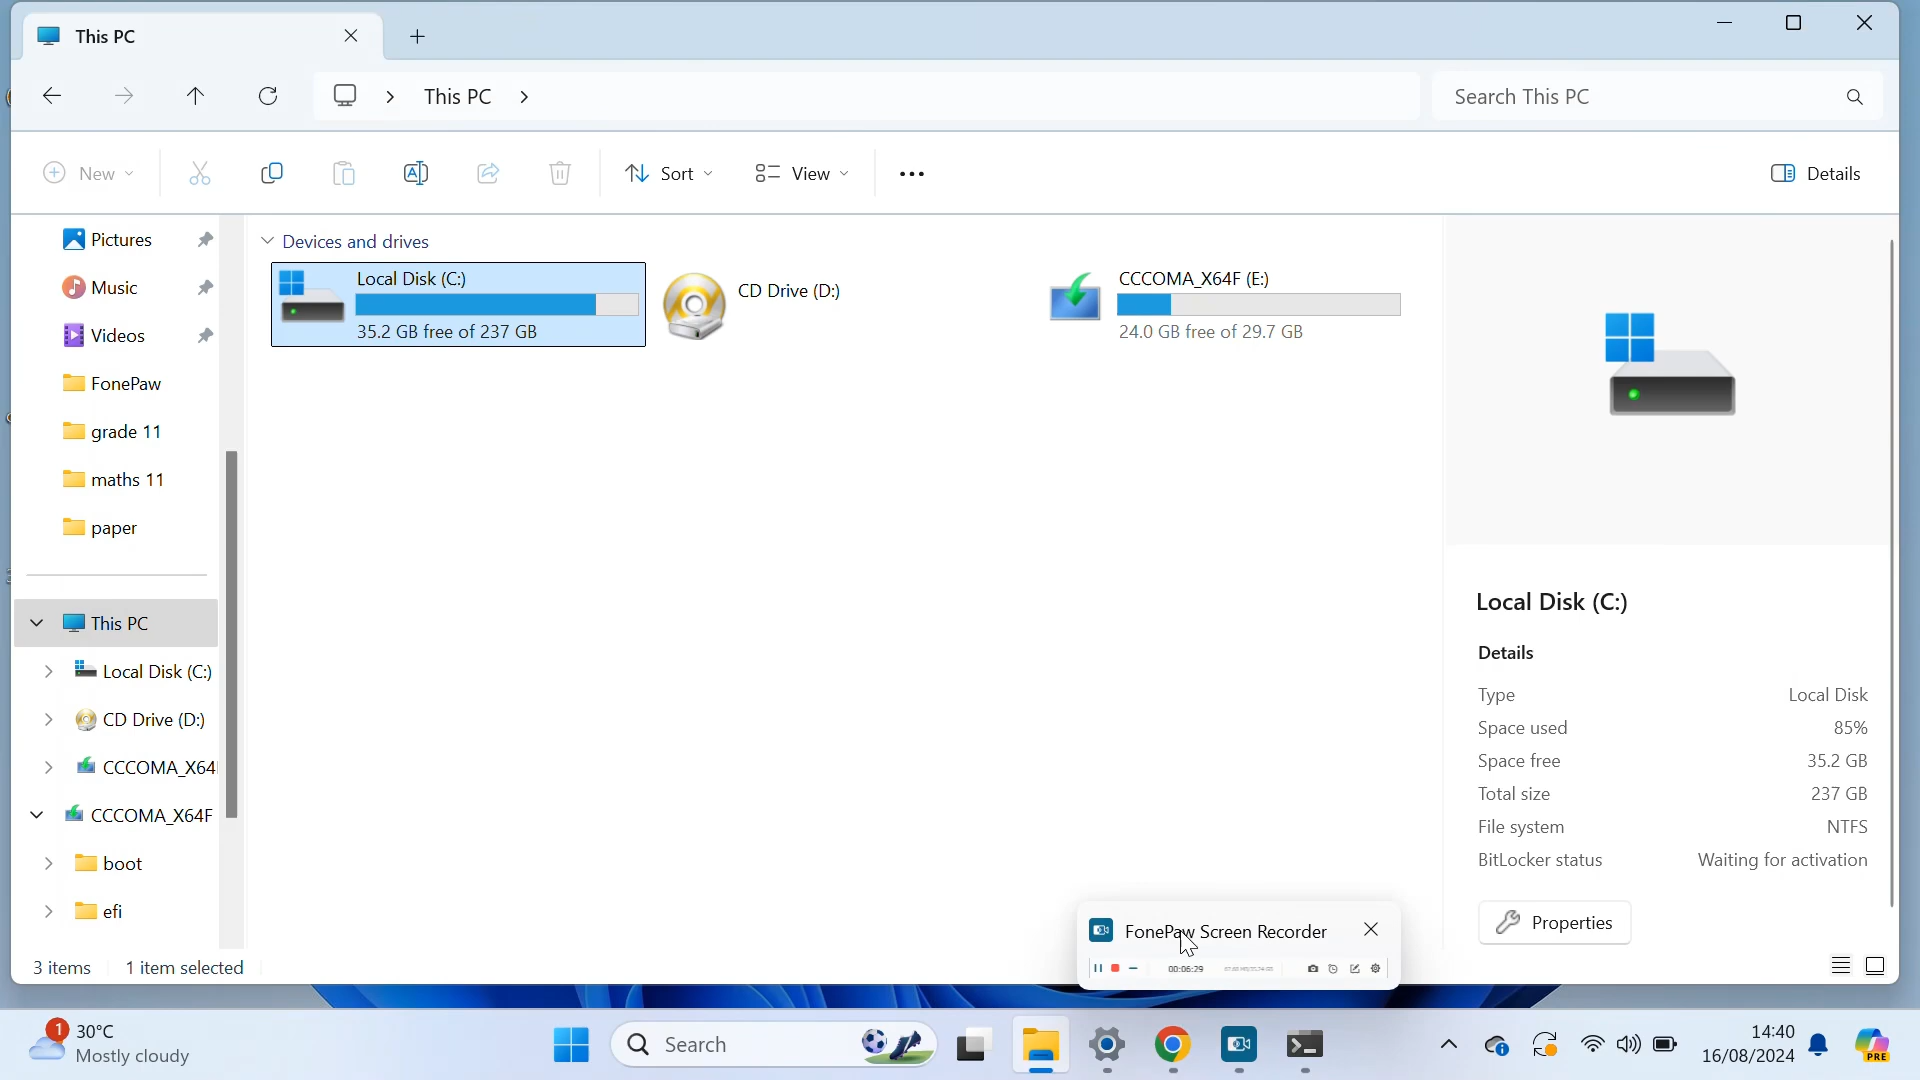 This PC
This PC
Search This PC
New
Sort
View
Details
Pictures
Music
Videos
FonePaw
grade 11
maths 11
paper
This PC
Local Disk (C:)
CD Drive (D:)
CCCOMA_X64
CCCOMA_X64F
boot
efi
Devices and drives
Local Disk (C:)
35.2 GB free of 237 GB
CD Drive (D:)
CCCOMA_X64F (E:)
24.0 GB free of 29.7 GB
Local Disk (C:)
Details
Type Local Disk
Space used 85%
Space free 35.2 GB
Total size 237 GB
File system NTFS
BitLocker status Waiting for activation
Properties
FonePaw Screen Recorder
00:06:29
3 items 1 item selected
1
30°C
Mostly cloudy
Search
14:40
16/08/2024
PRE